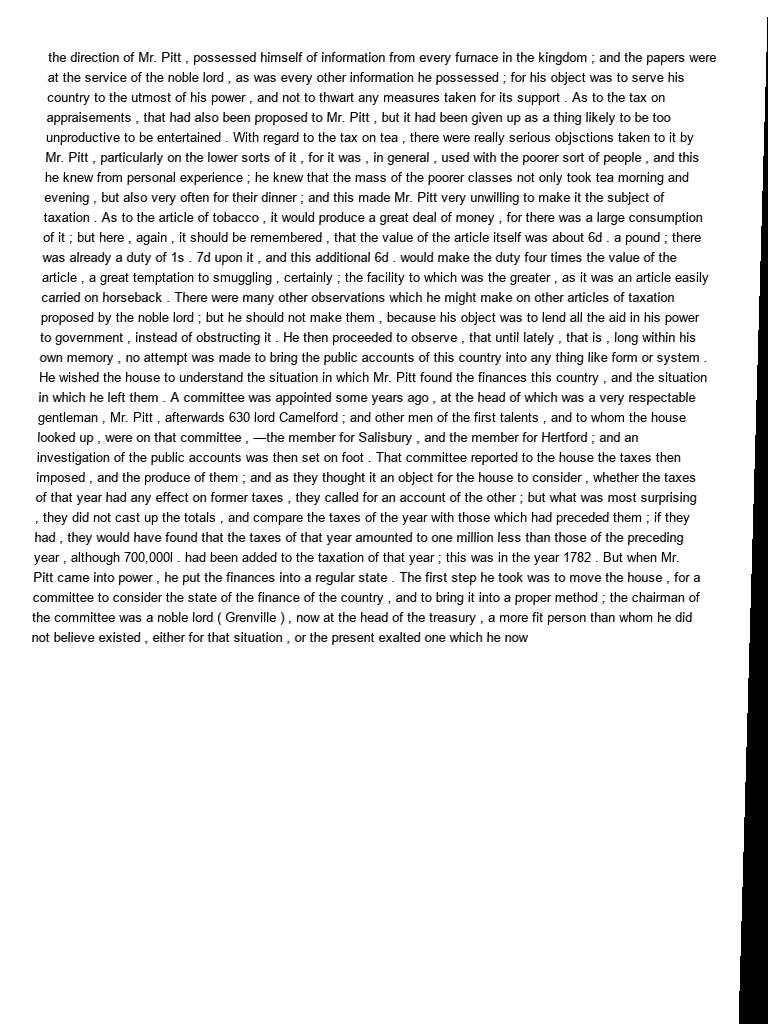 the direction of Mr. Pitt , possessed himself of information from every furnace in the kingdom ; and the papers were
at the service of the noble lord , as was every other information he possessed ; for his object was to serve his
country to the utmost of his power , and not to thwart any measures taken for its support . As to the tax on
appraisements , that had also been proposed to Mr. Pitt , but it had been given up as a thing likely to be too
unproductive to be entertained . With regard to the tax on tea , there were really serious objsctions taken to it by
Mr. Pitt , particularly on the lower sorts of it , for it was , in general , used with the poorer sort of people , and this
he knew from personal experience ; he knew that the mass of the poorer classes not only took tea morning and
evening , but also very often for their dinner ; and this made Mr. Pitt very unwilling to make it the subject of
taxation . As to the article of tobacco , it would produce a great deal of money , for there was a large consumption
of it ; but here , again , it should be remembered , that the value of the article itself was about 6d . a pound ; there
was already a duty of 1s . 7d upon it , and this additional 6d . would make the duty four times the value of the
article , a great temptation to smuggling , certainly ; the facility to which was the greater , as it was an article easily
carried on horseback . There were many other observations which he might make on other articles of taxation
proposed by the noble lord ; but he should not make them , because his object was to lend all the aid in his power
to government , instead of obstructing it . He then proceeded to observe , that until lately , that is , long within his
own memory , no attempt was made to bring the public accounts of this country into any thing like form or system .
He wished the house to understand the situation in which Mr. Pitt found the finances this country , and the situation
in which he left them . A committee was appointed some years ago , at the head of which was a very respectable
gentleman , Mr. Pitt , afterwards 630 lord Camelford ; and other men of the first talents , and to whom the house
looked up , were on that committee , —the member for Salisbury , and the member for Hertford ; and an
investigation of the public accounts was then set on foot . That committee reported to the house the taxes then
imposed , and the produce of them ; and as they thought it an object for the house to consider , whether the taxes
of that year had any effect on former taxes , they called for an account of the other ; but what was most surprising
, they did not cast up the totals , and compare the taxes of the year with those which had preceded them ; if they
had , they would have found that the taxes of that year amounted to one million less than those of the preceding
year , although 700,000l . had been added to the taxation of that year ; this was in the year 1782 . But when Mr.
Pitt came into power , he put the finances into a regular state . The first step he took was to move the house , for a
committee to consider the state of the finance of the country , and to bring it into a proper method ; the chairman of
the committee was a noble lord ( Grenville ) , now at the head of the treasury , a more fit person than whom he did
not believe existed , either for that situation , or the present exalted one which he now